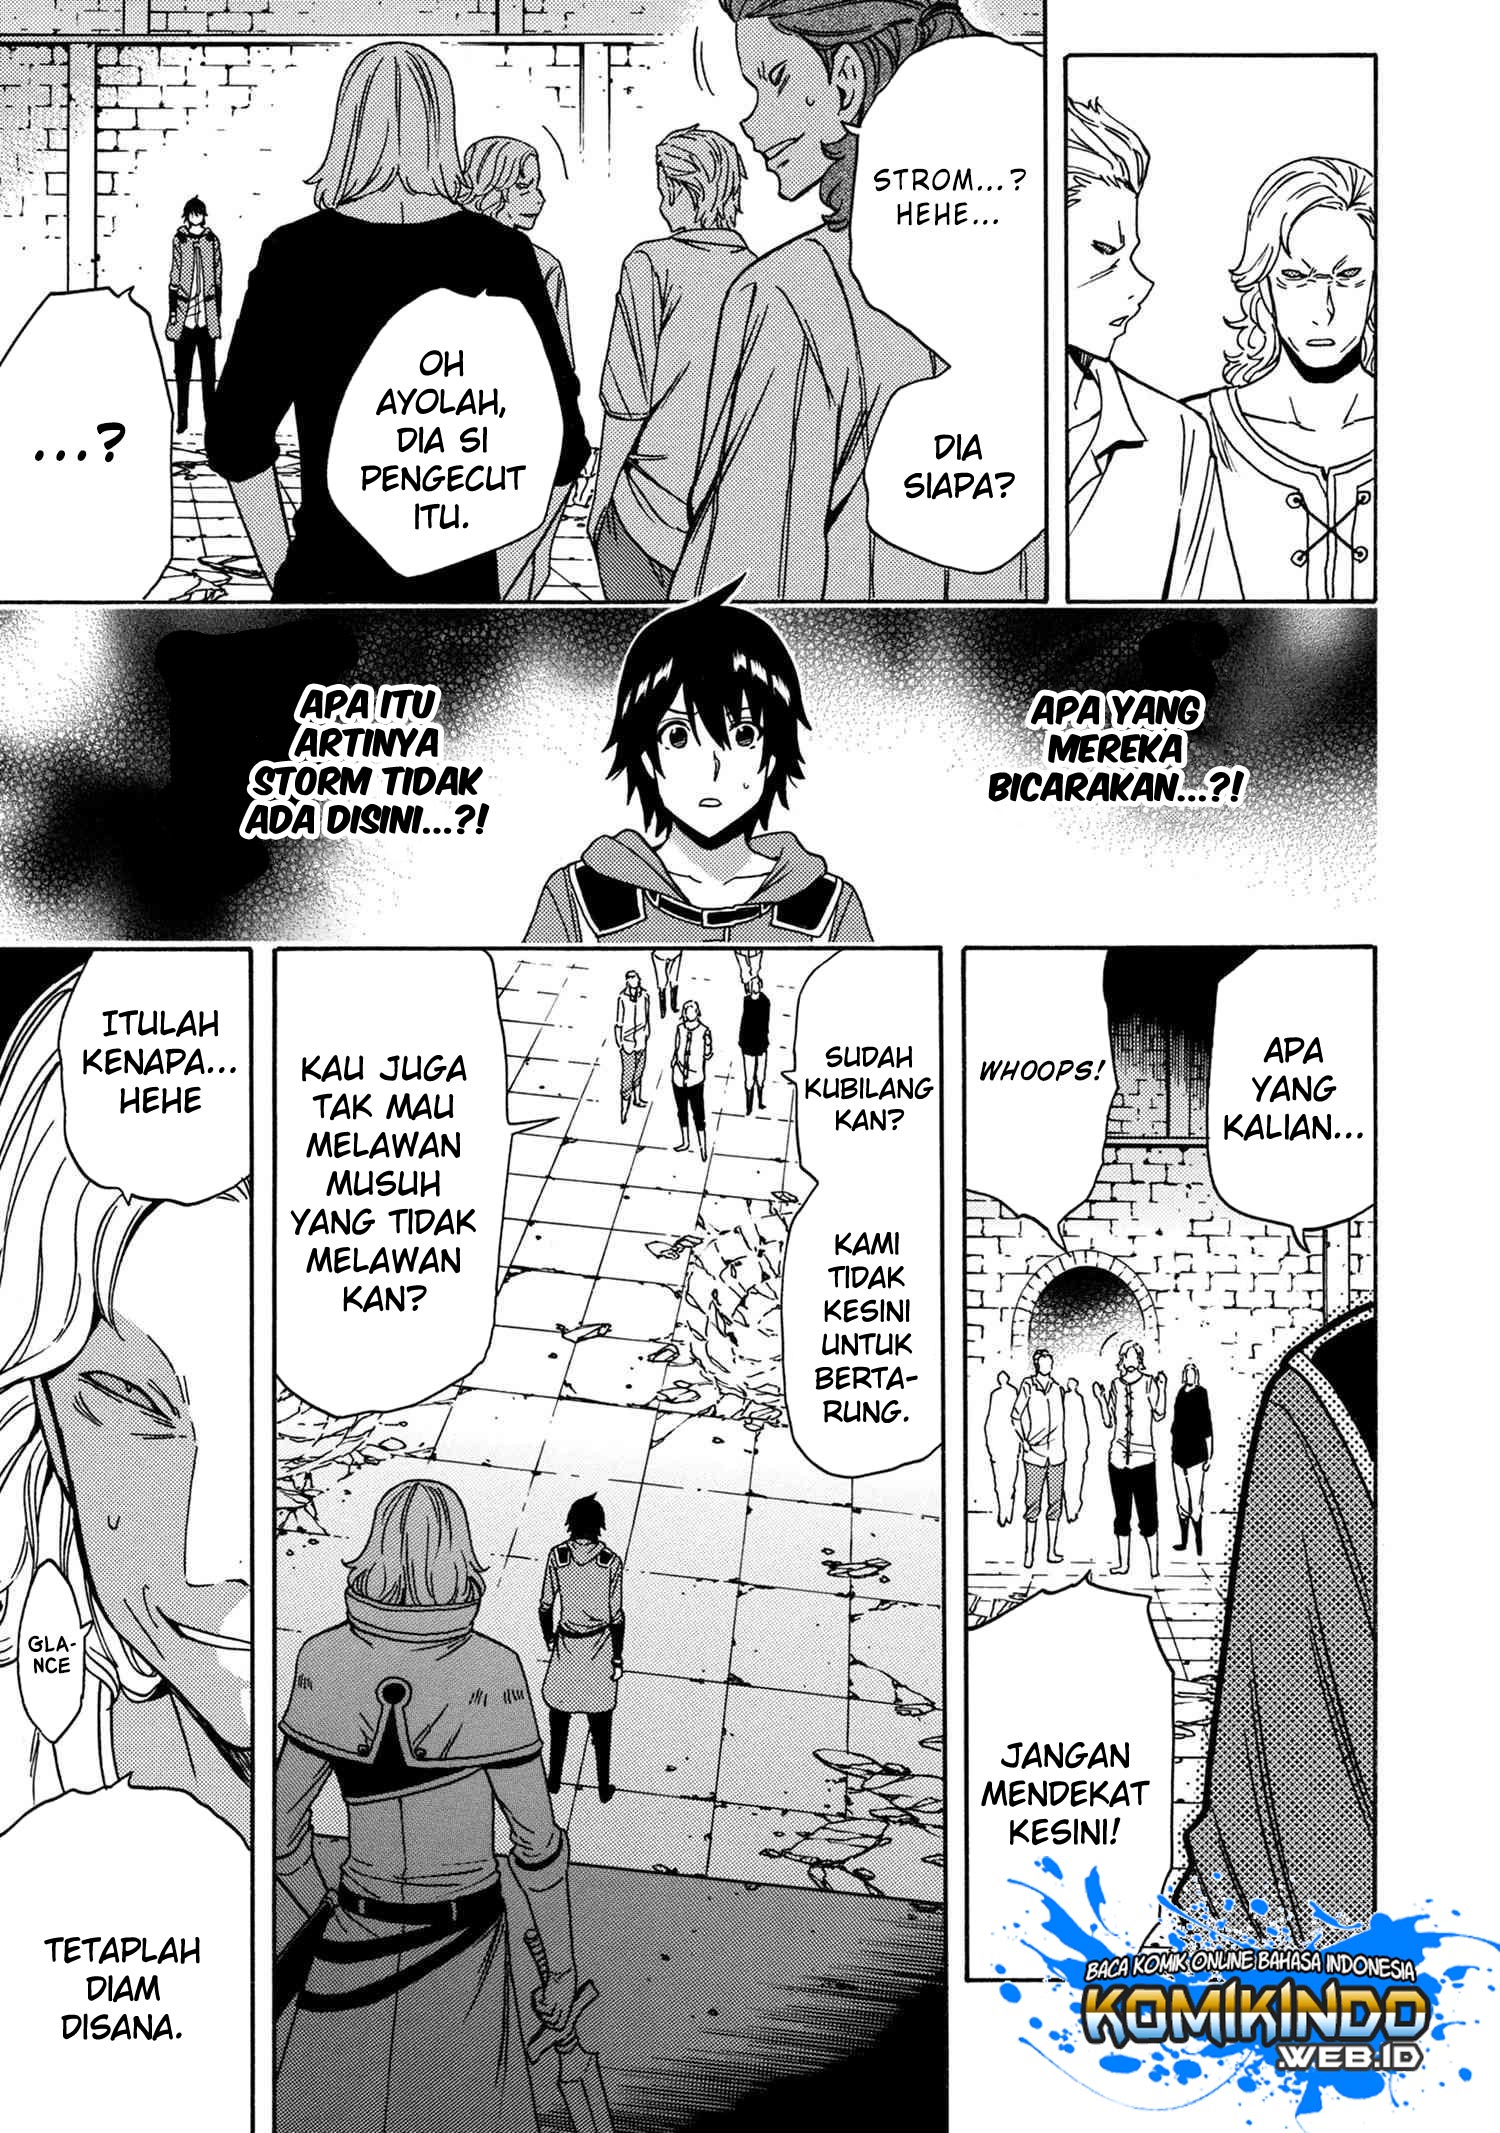 STROM...?
HEHE...
DIA
SIAPA?
OH
AYOLAH,
DIA SI
PENGECUT
ITU.
...?
APA YANG
MEREKA
BICARAKAN...?!
APA ITU
ARTINYA
STORM TIDAK
ADA DISINI...?!
APA
YANG
KALIAN...
WHOOPS!
JANGAN
MENDEKAT
KESINI!
SUDAH
KUBILANG
KAN?
KAMI
TIDAK
KESINI
UNTUK
BERTA-
RUNG.
KAU JUGA
TAK MAU
MELAWAN
MUSUH
YANG TIDAK
MELAWAN
KAN?
ITULAH
KENAPA...
HEHE
GLA-
NCE
TETAPLAH
DIAM
DISANA.
BACA KOMIK ONLINE BAHASA INDONESIA
KOMIKINDO
.WEB.ID